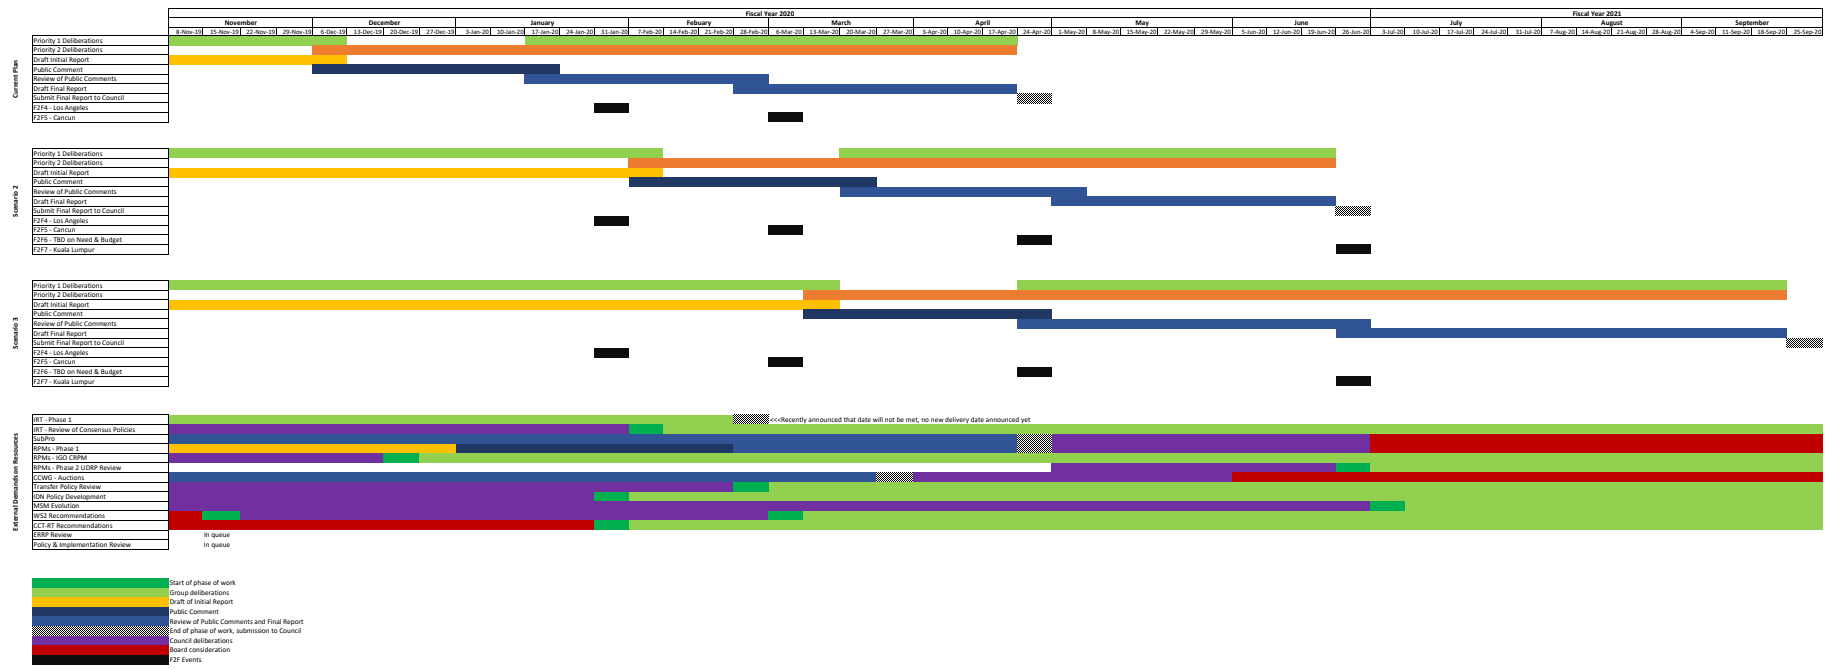 Fiscal Year 2020 Fiscal Year 2021
November December January Febuary March April May June July August September
8-Nov-19 15-Nov-19 22-Nov-19 29-Nov-19 6-Dec-19 13-Dec-19 20-Dec-19 27-Dec-19 3-Jan-20 10-Jan-20 17-Jan-20 24-Jan-20 31-Jan-20 7-Feb-20 14-Feb-20 21-Feb-20 28-Feb-20 6-Mar-20 13-Mar-20 20-Mar-20 27-Mar-20 3-Apr-20 10-Apr-20 17-Apr-20 24-Apr-20 1-May-20 8-May-20 15-May-20 22-May-20 29-May-20 5-Jun-20 12-Jun-20 19-Jun-20 26-Jun-20 3-Jul-20 10-Jul-20 17-Jul-20 24-Jul-20 31-Jul-20 7-Aug-20 14-Aug-20 21-Aug-20 28-Aug-20 4-Sep-20 11-Sep-20 18-Sep-20 25-Sep-20
Current Plan
Priority 1 Deliberations
Priority 2 Deliberations
Draft Initial Report
Public Comment
Review of Public Comments
Draft Final Report
Submit Final Report to Council
F2F4 - Los Angeles
F2F5 - Cancun
Scenario 2
Priority 1 Deliberations
Priority 2 Deliberations
Draft Initial Report
Public Comment
Review of Public Comments
Draft Final Report
Submit Final Report to Council
F2F4 - Los Angeles
F2F5 - Cancun
F2F6 - TBD on Need & Budget
F2F7 - Kuala Lumpur
Scenario 3
Priority 1 Deliberations
Priority 2 Deliberations
Draft Initial Report
Public Comment
Review of Public Comments
Draft Final Report
Submit Final Report to Council
F2F4 - Los Angeles
F2F5 - Cancun
F2F6 - TBD on Need & Budget
F2F7 - Kuala Lumpur
External Demands on Resources
IRT - Phase 1 <<<Recently announced that date will not be met, no new delivery date announced yet
IRT - Review of Consensus Policies
SubPro
RPMs - Phase 1
RPMs - IGO CRPM
RPMs - Phase 2 UDRP Review
CCWG - Auctions
Transfer Policy Review
IDN Policy Development
MSM Evolution
WS2 Recommendations
CCT-RT Recommendations
ERRP Review In queue
Policy & Implementation Review In queue
Start of phase of work
Group deliberations
Draft of Initial Report
Public Comment
Review of Public Comments and Final Report
End of phase of work, submission to Council
Council deliberations
Board consideration
F2F Events